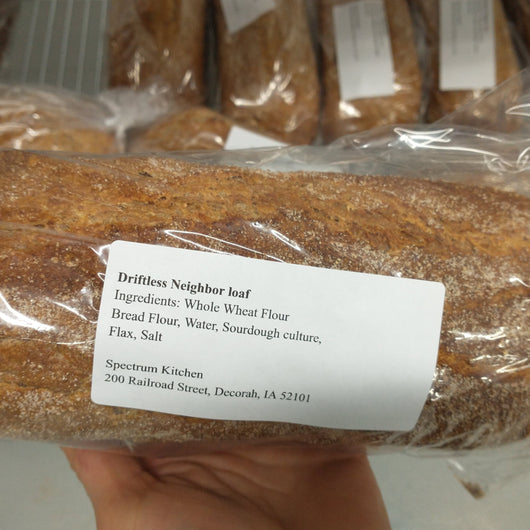 Driftless Neighbor loaf
Ingredients: Whole Wheat Flour
Bread Flour, Water, Sourdough culture,
Flax, Salt
Spectrum Kitchen
200 Railroad Street, Decorah, IA 52101